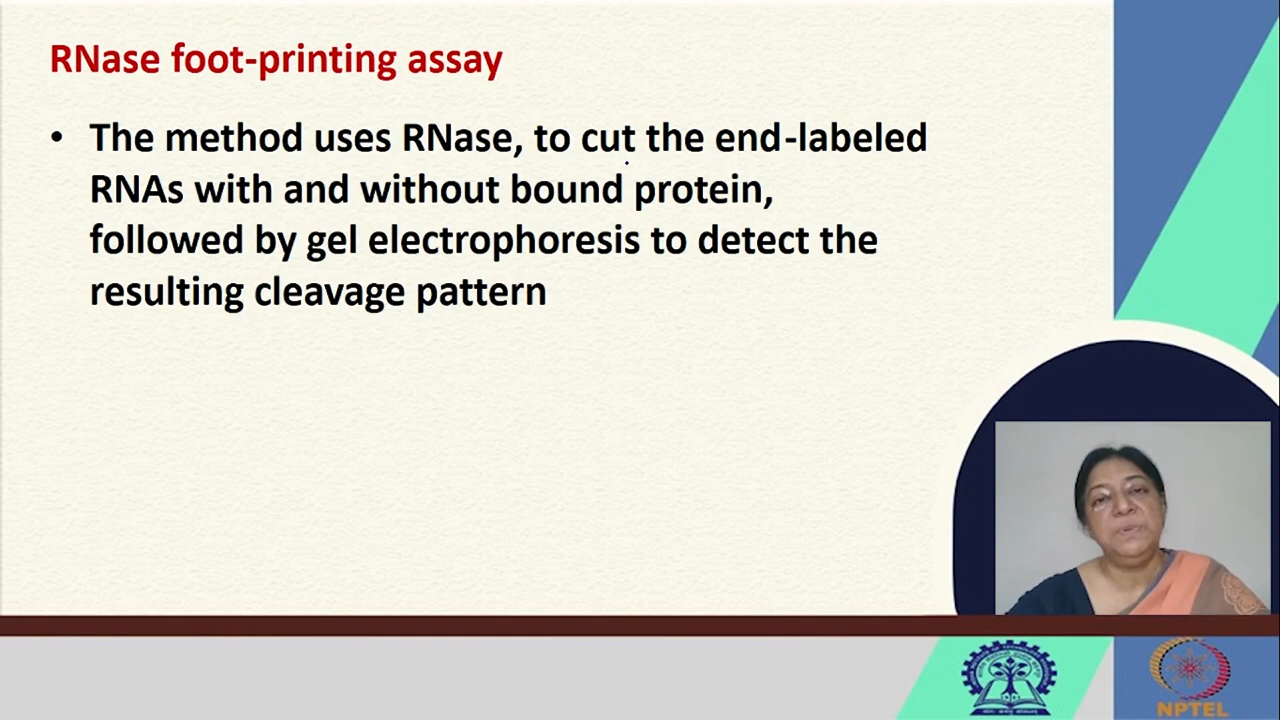 RNase foot-printing assay
• The method uses RNase, to cut the end-labeled
RNAs with and without bound protein,
followed by gel electrophoresis to detect the
resulting cleavage pattern
NPTEL